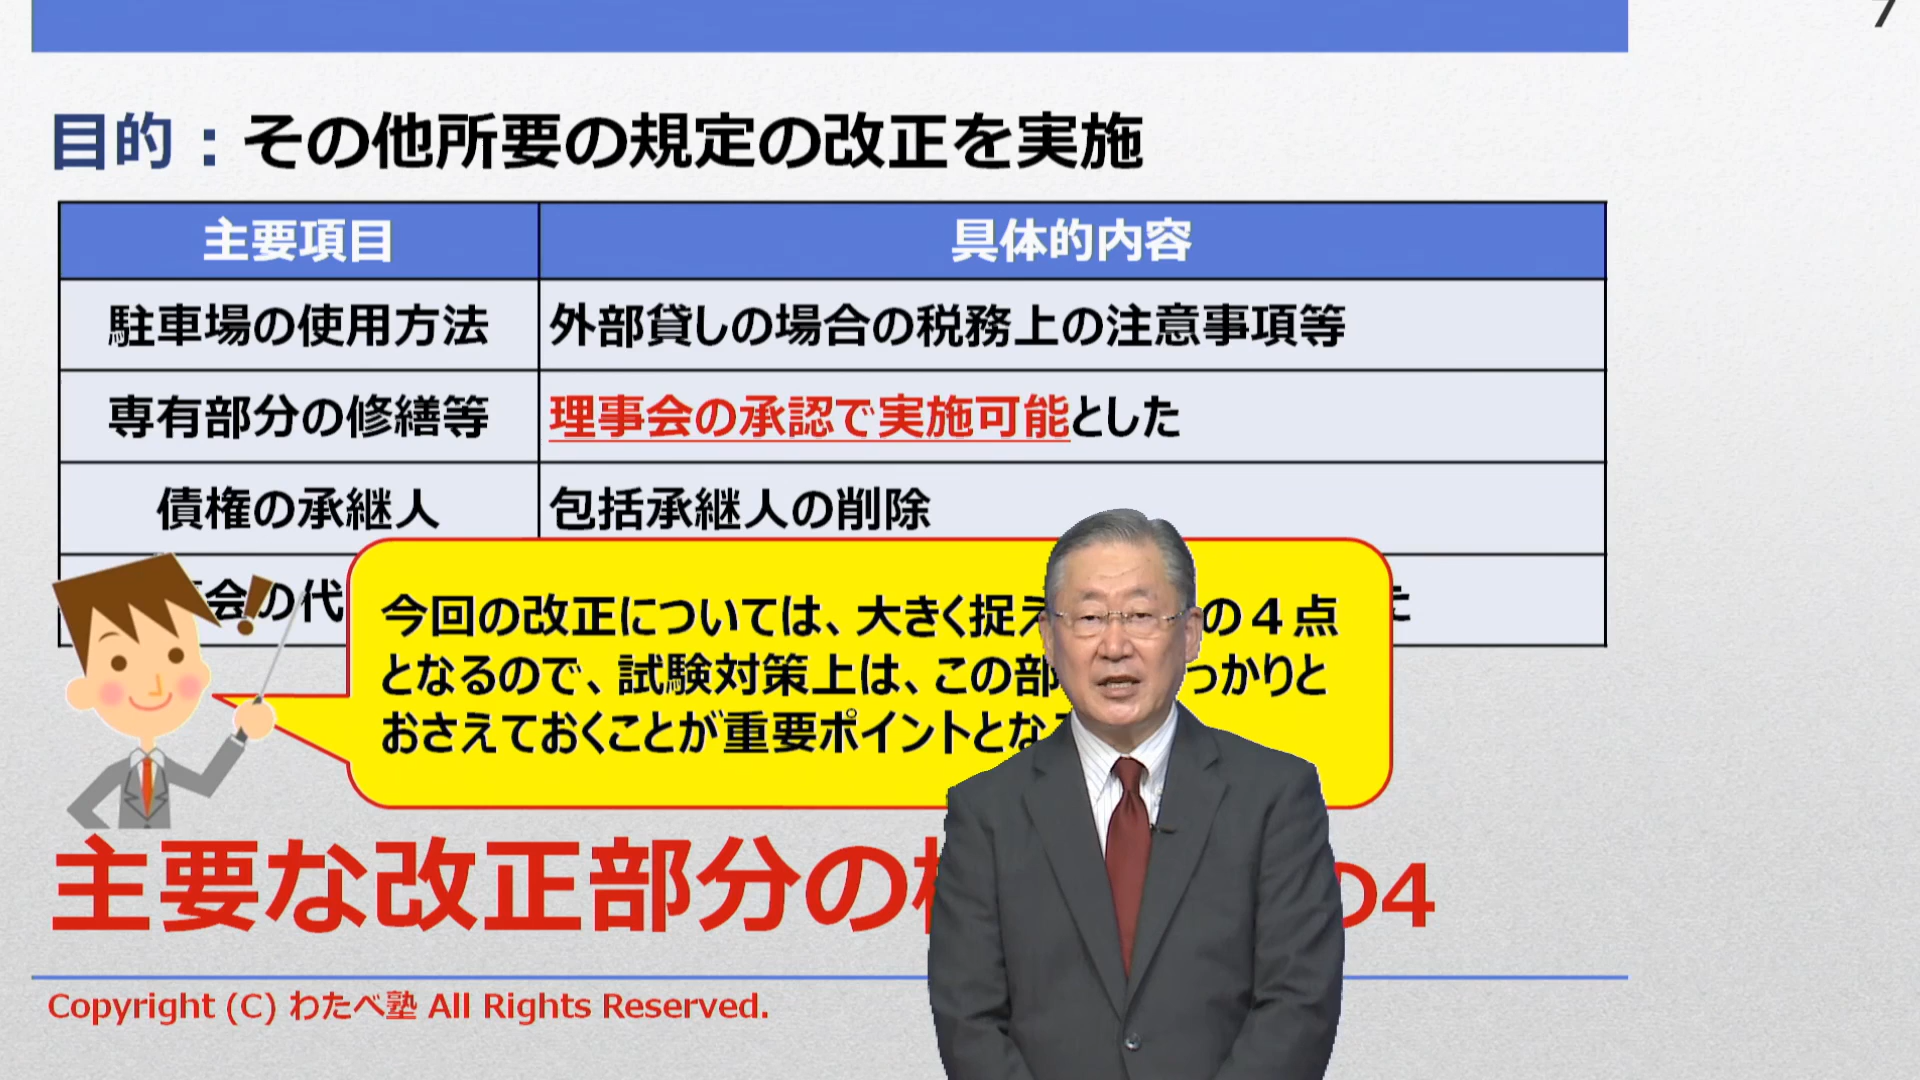 7
目的：その他所要の規定の改正を実施
主要項目 具体的内容
駐車場の使用方法 外部貸しの場合の税務上の注意事項等
専有部分の修繕等 理事会の承認で実施可能とした
債権の承継人 包括承継人の削除
会の代
今回の改正については、大きく捉え の４点
となるので、試験対策上は、この部 っかりと
おさえておくことが重要ポイントとな
主要な改正部分の の4
Copyright (C) わたべ塾 All Rights Reserved.